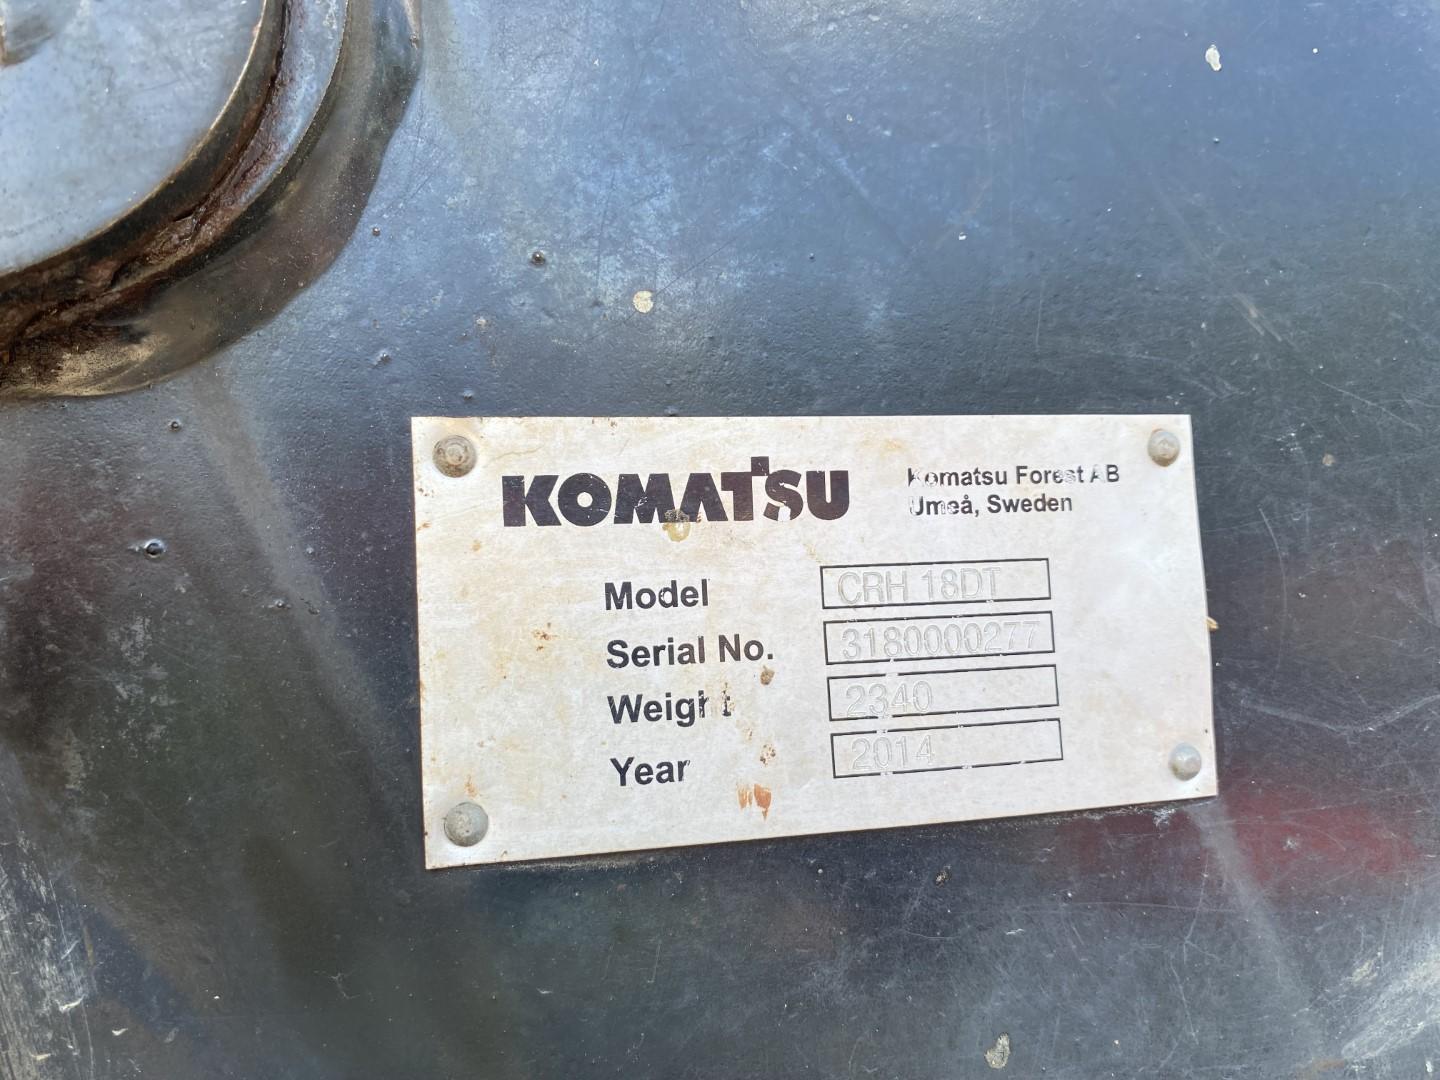 KOMATSU
Komatsu Forest AB
Umeå, Sweden
Model CRH 18DT
Serial No. 3180000277
Weight 2340
Year 2014